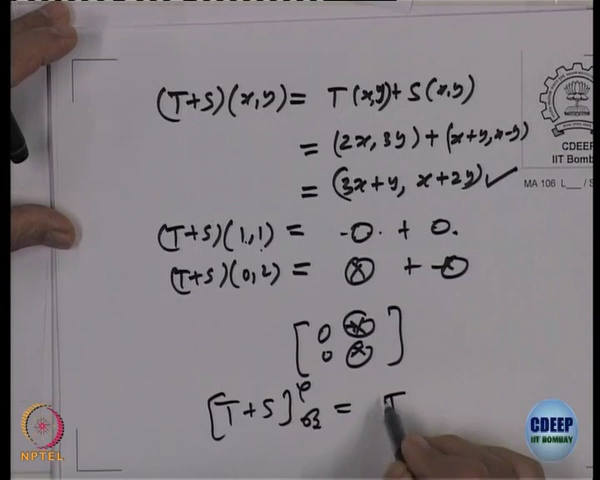 (T+S)(x,y) = T(x,y) + S(x,y)
= (2x, 3y) + (x+y, x-y)
= (3x+y, x+2y) ✓
CDEEP
IIT Bomb
MA 106 L___ / S
(T+S)(1,1) = -0· + 0.
(T+S)(0,2) =
[T+S] = T
NPTEL
CDEEP
IIT BOMBAY